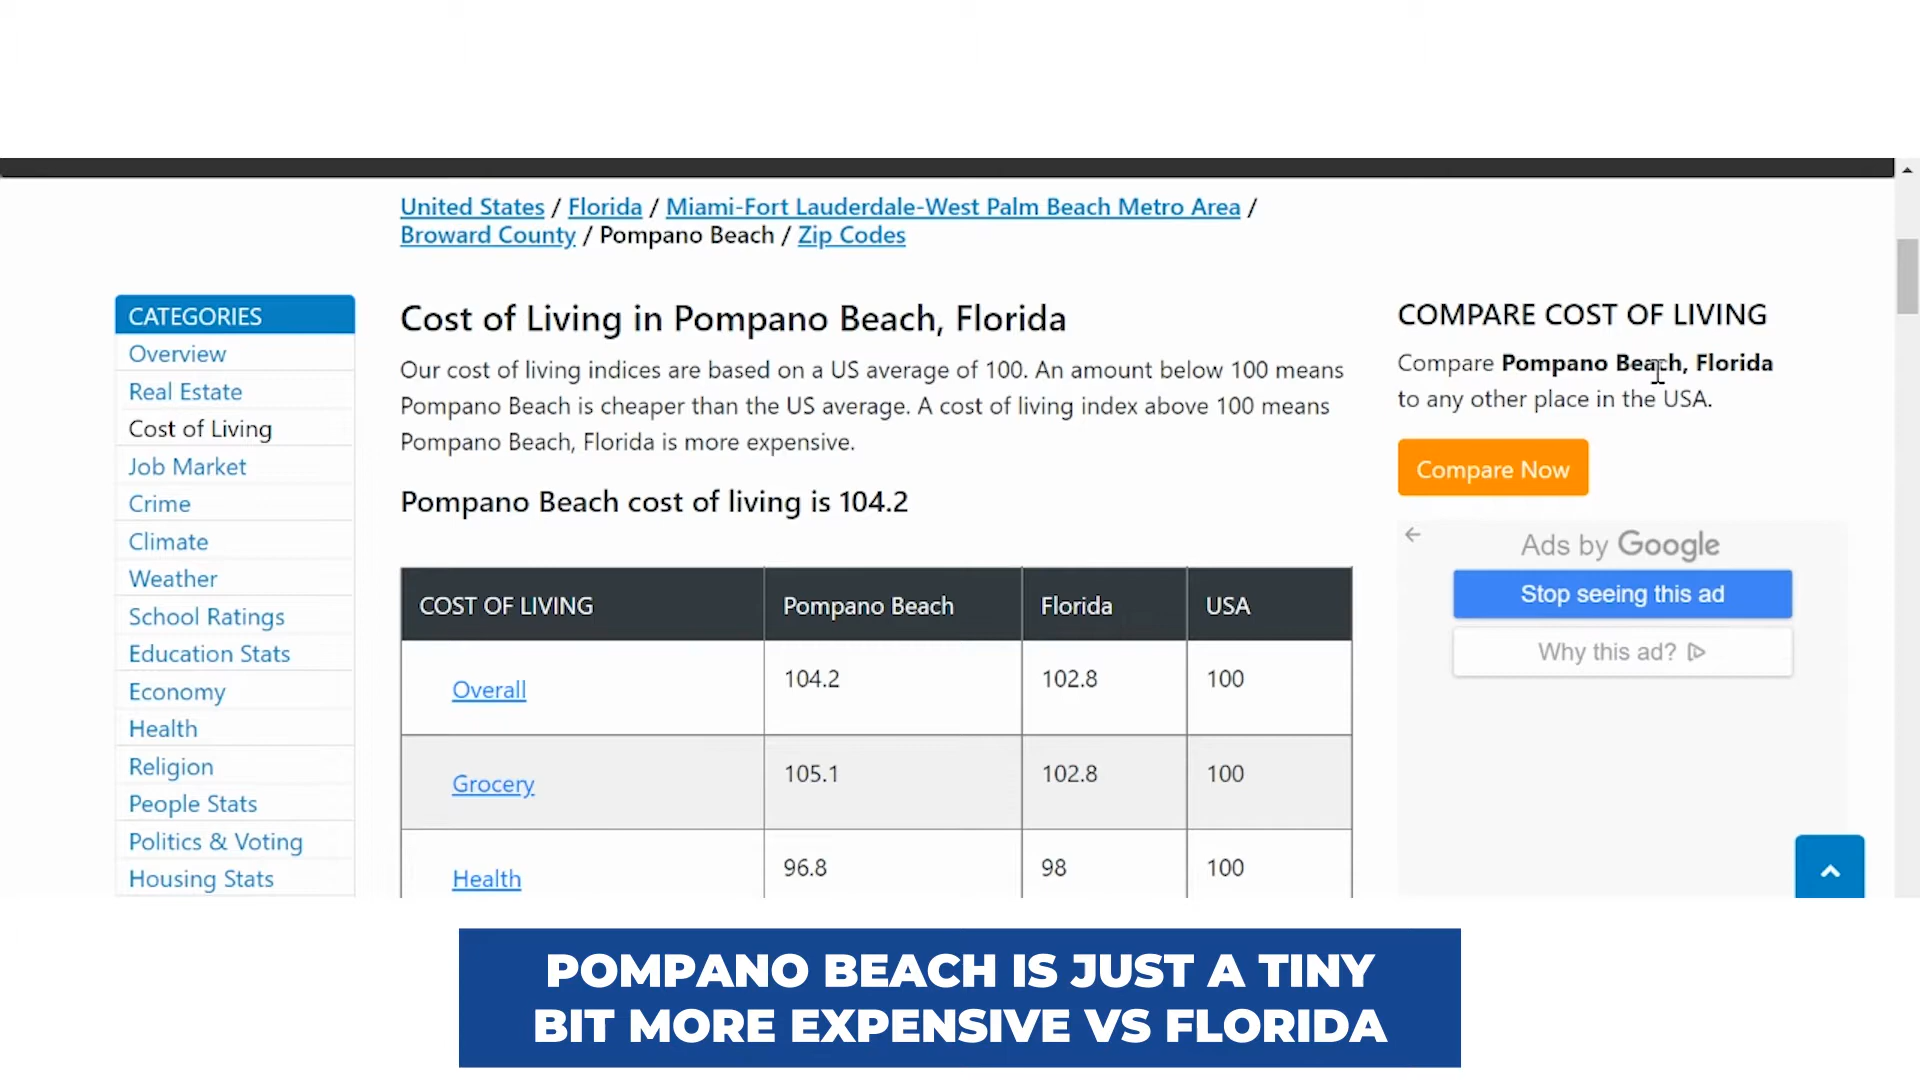 United States / Florida / Miami-Fort Lauderdale-West Palm Beach Metro Area /
Broward County / Pompano Beach / Zip Codes
CATEGORIES
Overview
Real Estate
Cost of Living
Job Market
Crime
Climate
Weather
School Ratings
Education Stats
Economy
Health
Religion
People Stats
Politics & Voting
Housing Stats
Cost of Living in Pompano Beach, Florida
Our cost of living indices are based on a US average of 100. An amount below 100 means
Pompano Beach is cheaper than the US average. A cost of living index above 100 means
Pompano Beach, Florida is more expensive.
Pompano Beach cost of living is 104.2
COST OF LIVING Pompano Beach Florida USA
Overall 104.2 102.8 100
Grocery 105.1 102.8 100
Health 96.8 98 100
COMPARE COST OF LIVING
Compare Pompano Beach, Florida
to any other place in the USA.
Compare Now
Ads by Google
Stop seeing this ad
Why this ad?
POMPANO BEACH IS JUST A TINY
BIT MORE EXPENSIVE VS FLORIDA